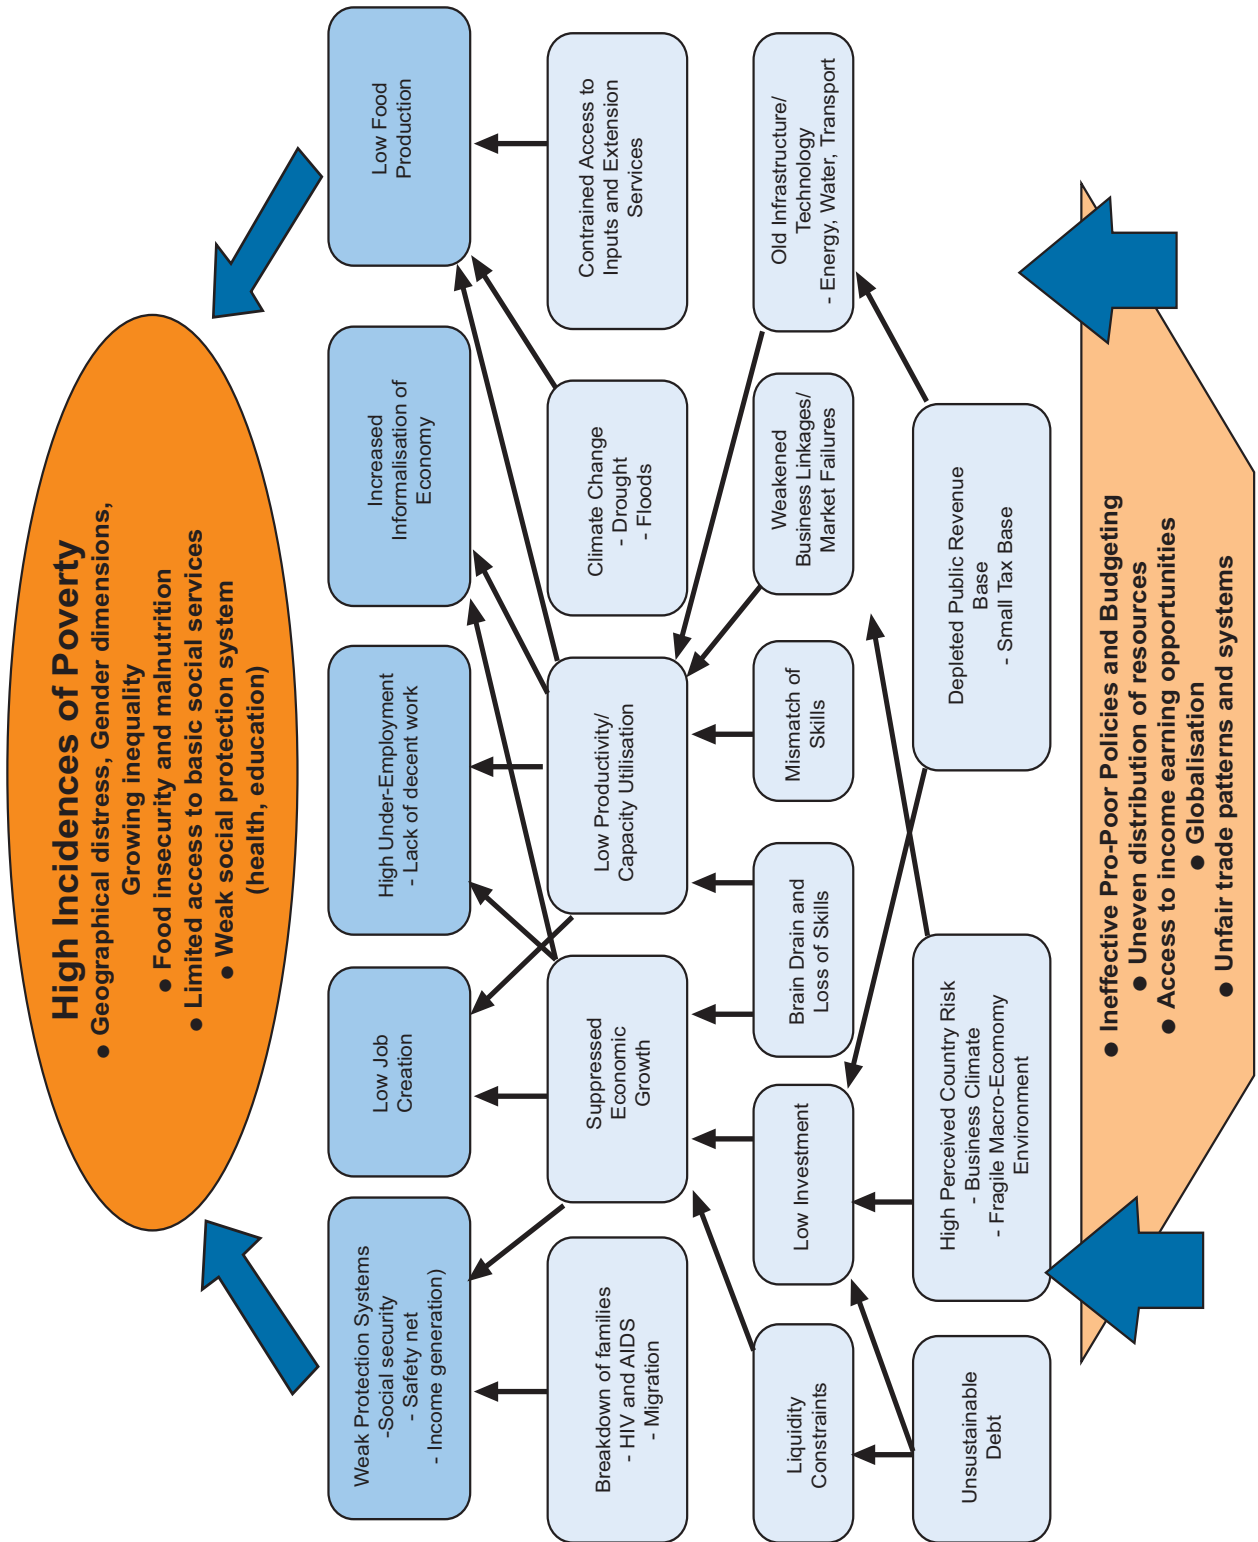 High Incidences of Poverty
● Geographical distress, Gender dimensions,
Growing inequality
● Food insecurity and malnutrition
● Limited access to basic social services
● Weak social protection system
(health, education)
Weak Protection Systems
-Social security
- Safety net
- Income generation)
Low Job
Creation
High Under-Employment
- Lack of decent work
Increased
Informalisation of
Economy
Low Food
Production
Breakdown of families
- HIV and AIDS
- Migration
Suppressed
Economic
Growth
Low Productivity/
Capacity Utilisation
Climate Change
- Drought
- Floods
Contrained Access to
Inputs and Extension
Services
Liquidity
Constraints
Low Investment
Brain Drain and
Loss of Skills
Mismatch of
Skills
Weakened
Business Linkages/
Market Failures
Old Infrastructure/
Technology
- Energy, Water, Transport
Unsustainable
Debt
High Perceived Country Risk
- Business Climate
- Fragile Macro-Ecomomy
Environment
Depleted Public Revenue
Base
- Small Tax Base
● Ineffective Pro-Poor Policies and Budgeting
● Uneven distribution of resources
● Access to income earning opportunities
● Globalisation
● Unfair trade patterns and systems